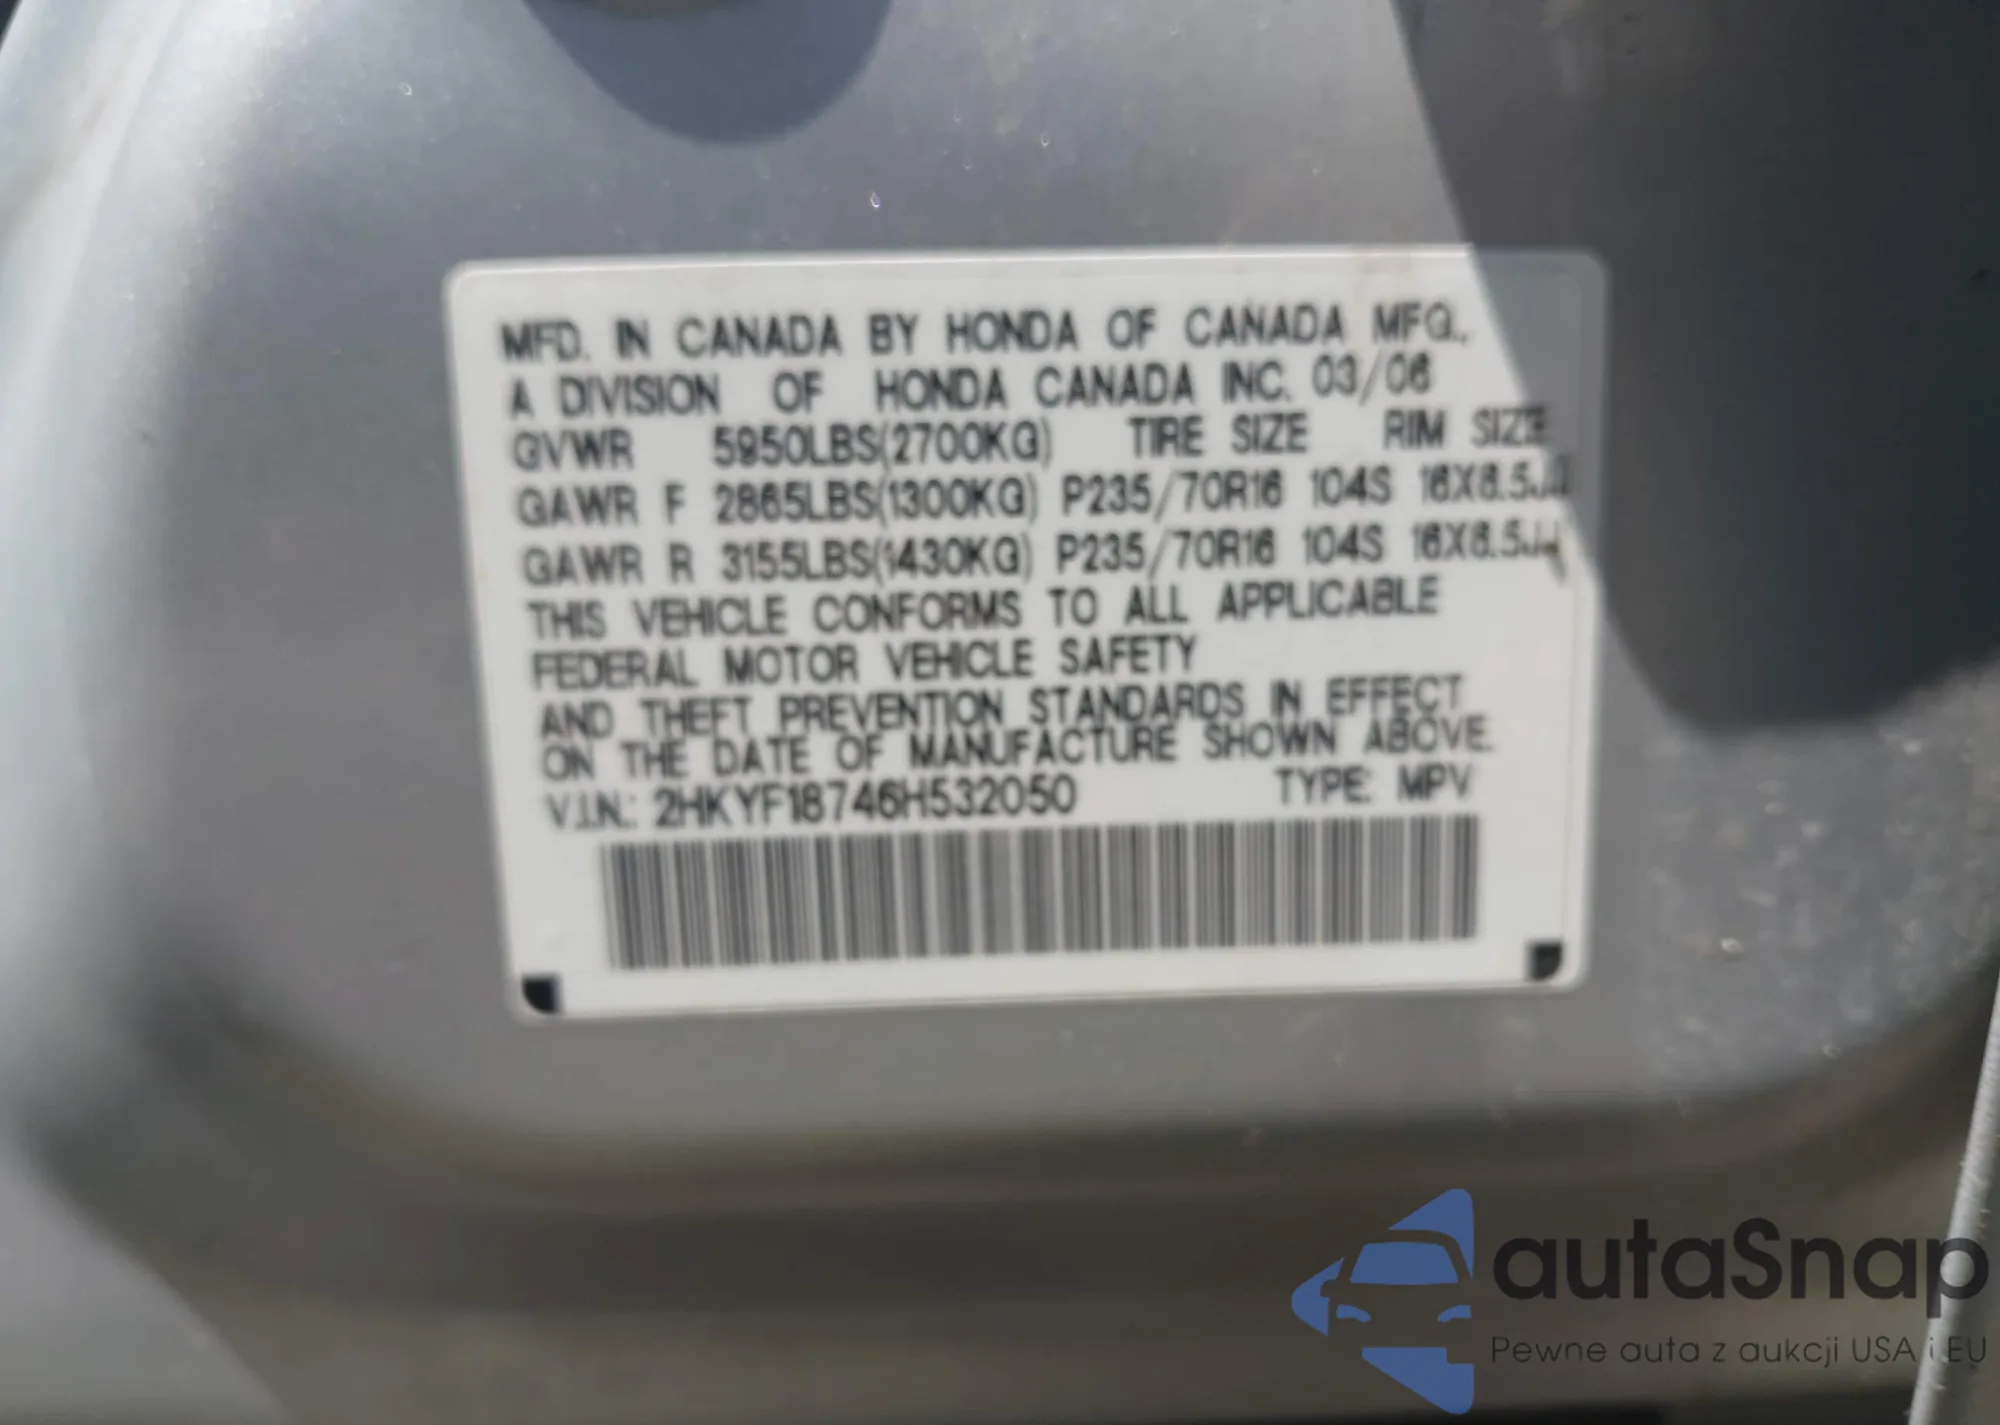 MFD. IN CANADA BY HONDA OF CANADA MFG.,
A DIVISION OF HONDA CANADA INC. 03/06
GVWR 5950LBS(2700KG) TIRE SIZE RIM SIZE
GAWR F 2865LBS(1300KG) P235/70R16 104S 16X6.5JJ
GAWR R 3155LBS(1430KG) P235/70R16 104S 16X6.5JJ
THIS VEHICLE CONFORMS TO ALL APPLICABLE
FEDERAL MOTOR VEHICLE SAFETY
AND THEFT PREVENTION STANDARDS IN EFFECT
ON THE DATE OF MANUFACTURE SHOWN ABOVE.
V.I.N.: 2HKYF18746H532050 TYPE: MPV
autaSnap
Pewne auta z aukcji USA i EU